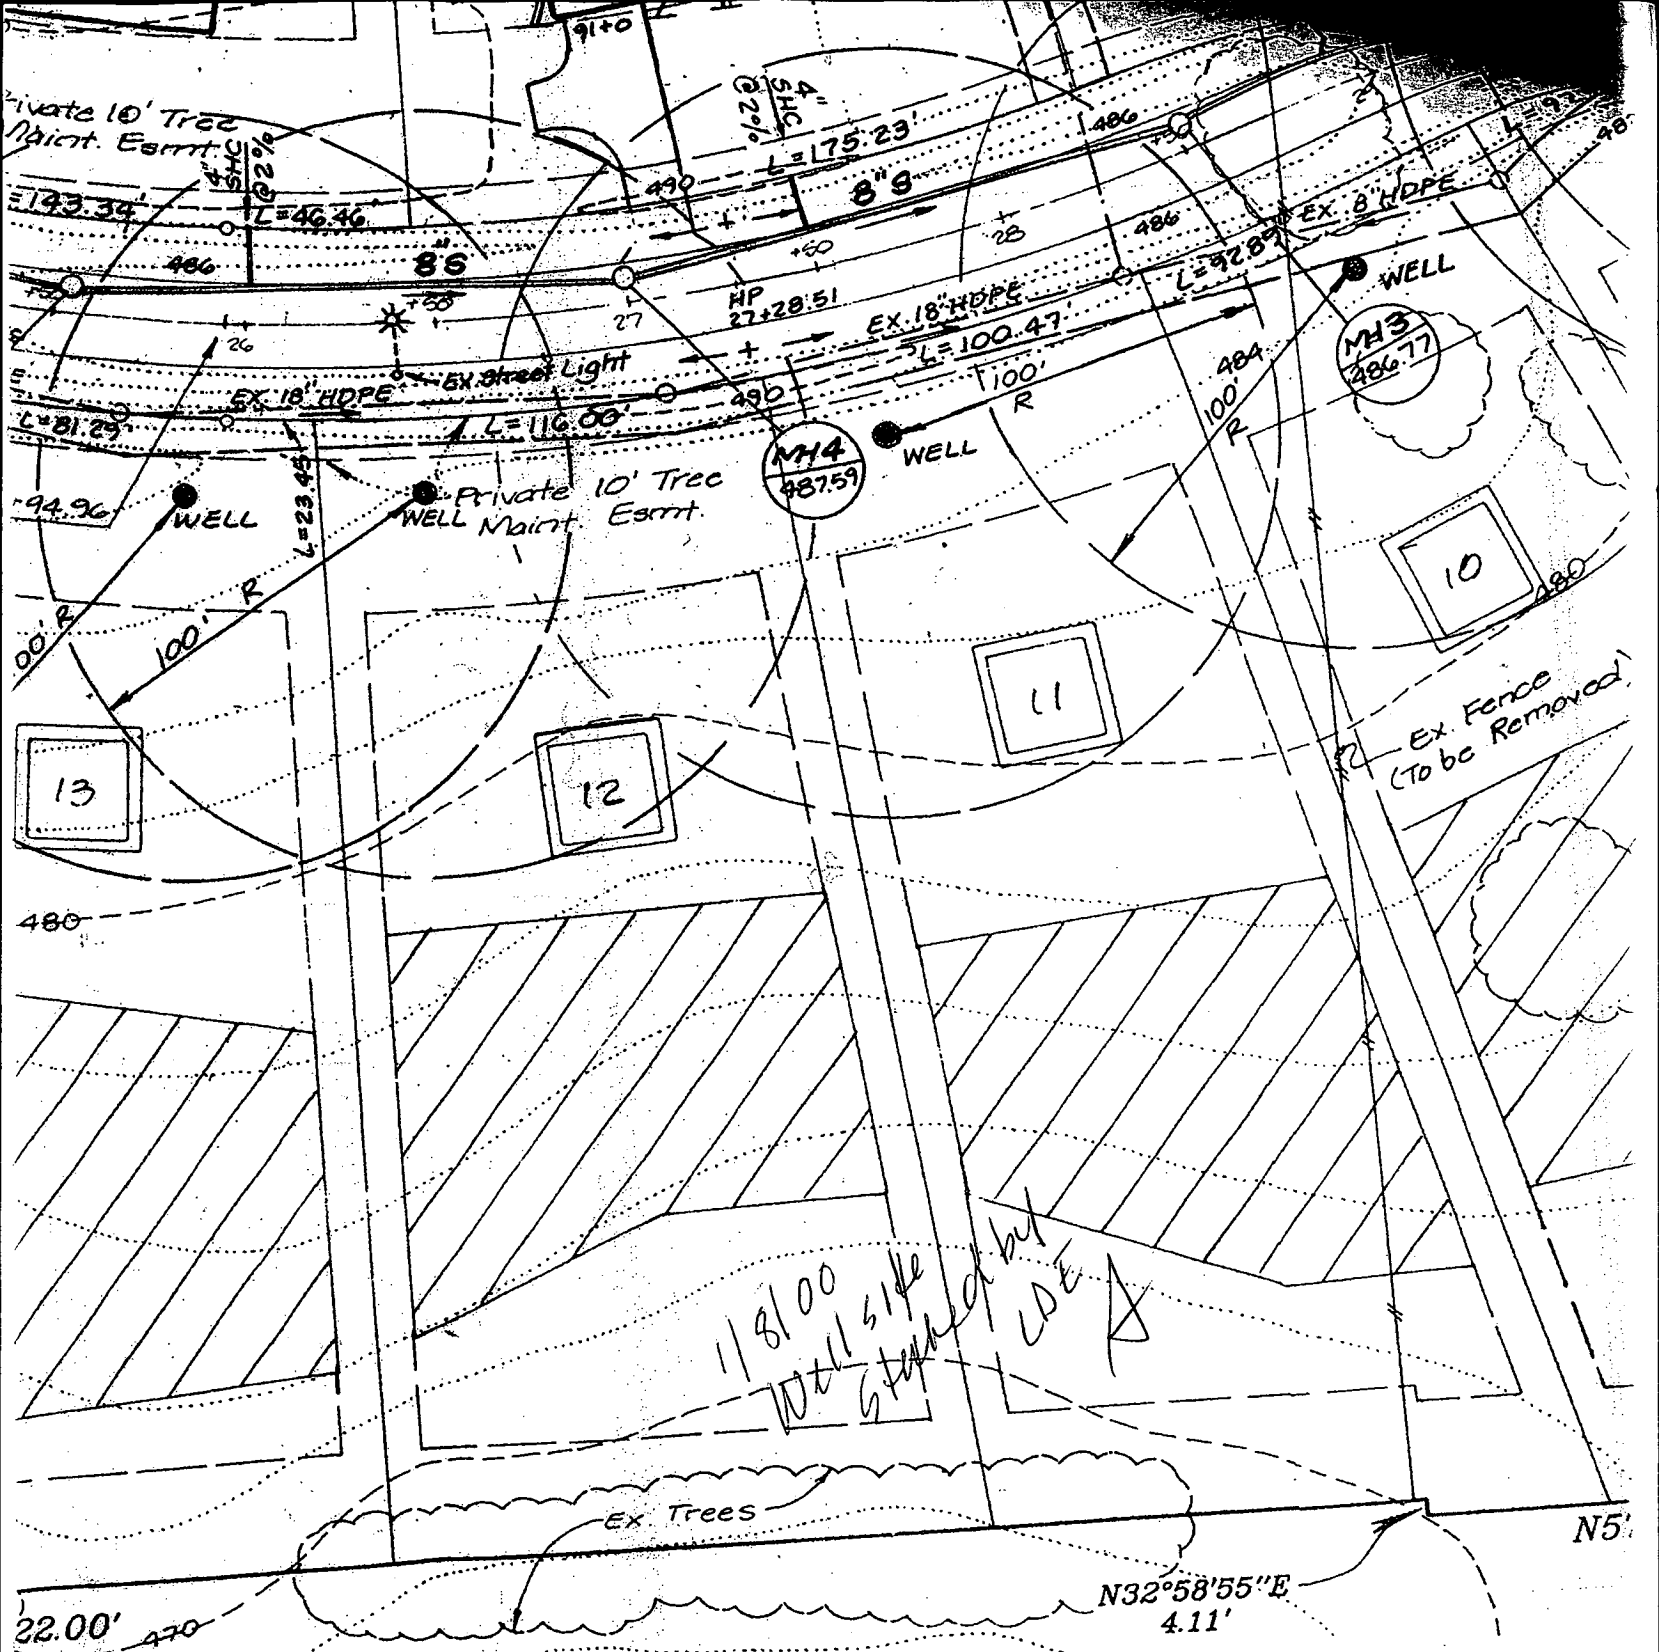 91+0
Private 10' Tree
Maint. Esmt.
4"
SHC
@2%
4"
SHC
@2%
L=175.23'
486
+50
8"S
490
=143.34'
L=46.46'
486
8"S
+50
+50
28
486
L=92.89'
EX. 8" HDPE
WELL
HP
27+28.51
27
26
EX. 18" HDPE
L=100.47'
Ex. Street Light
EX. 18" HDPE
L=81.29'
L=116.00'
490
100'
R
484
100'
R
MH3
486.77
MH4
487.59
WELL
94.96
WELL
L=23.45'
WELL
Private 10' Tree
Maint. Esmt.
00' R
100' R
10
480
11
12
13
Ex. Fence
(To be Removed)
480
11/8/00
Well site
by
LDE
Ex. Trees
N5
N32°58'55"E
4.11'
22.00'
470